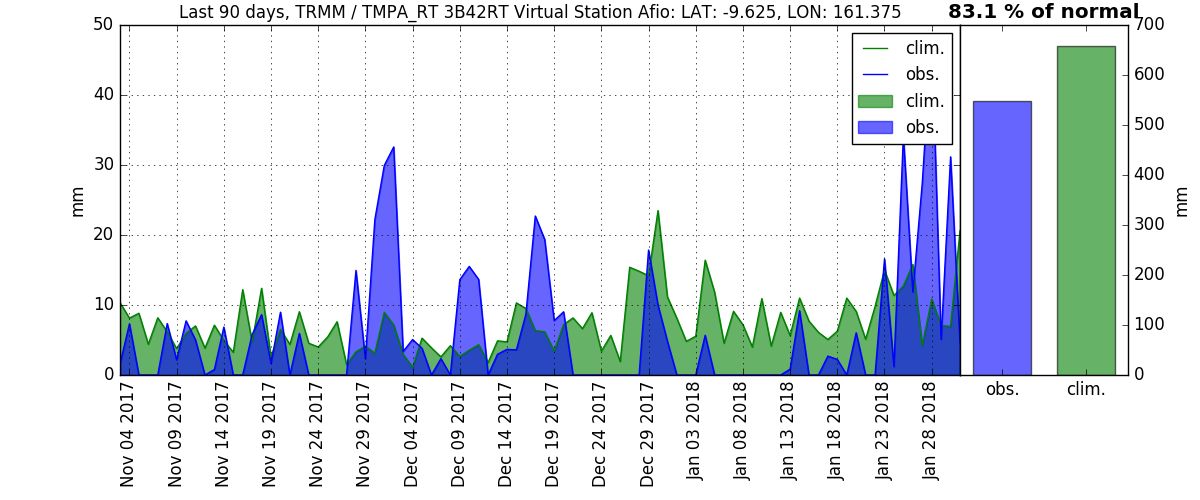 Last 90 days, TRMM / TMPA_RT 3B42RT Virtual Station Afio: LAT: -9.625, LON: 161.375
83.1 % of normal
50
40
30
20
10
0
mm
clim.
obs.
clim.
obs.
700
600
500
400
300
200
100
0
mm
Nov 04 2017
Nov 09 2017
Nov 14 2017
Nov 19 2017
Nov 24 2017
Nov 29 2017
Dec 04 2017
Dec 09 2017
Dec 14 2017
Dec 19 2017
Dec 24 2017
Dec 29 2017
Jan 03 2018
Jan 08 2018
Jan 13 2018
Jan 18 2018
Jan 23 2018
Jan 28 2018
obs.
clim.